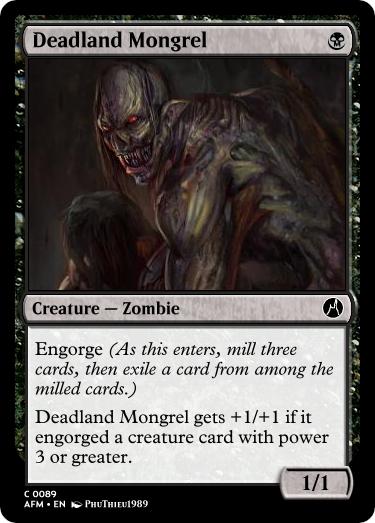 Deadland Mongrel
Creature — Zombie
Engorge (As this enters, mill three
cards, then exile a card from among the
milled cards.)
Deadland Mongrel gets +1/+1 if it
engorged a creature card with power
3 or greater.
1/1
C 0089
AFM • EN PhuThieu1989